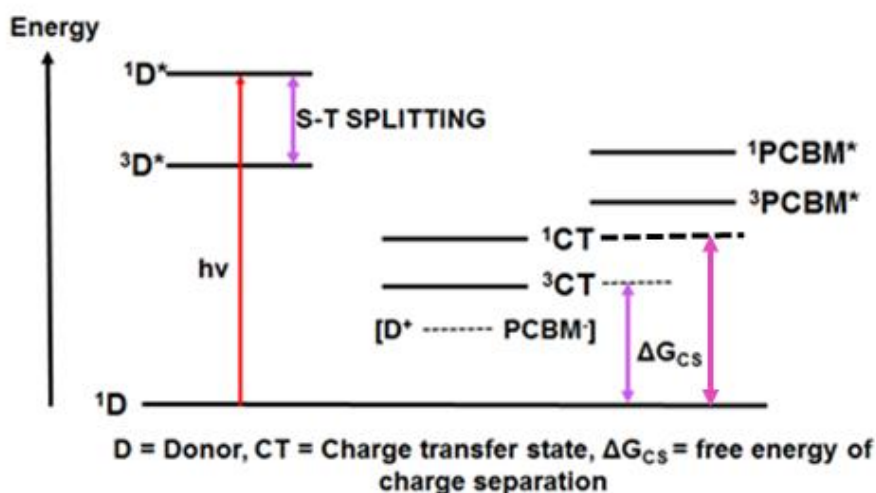 Energy
¹D*
S-T SPLITTING
³D*
¹PCBM*
³PCBM*
¹CT
hν
³CT
[D⁺ -------- PCBM⁻]
ΔG_CS
¹D
D = Donor, CT = Charge transfer state, ΔG_CS = free energy of
charge separation